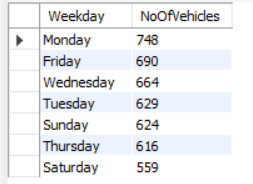 Weekday NoOfVehicles
Monday 748
Friday 690
Wednesday 664
Tuesday 629
Sunday 624
Thursday 616
Saturday 559